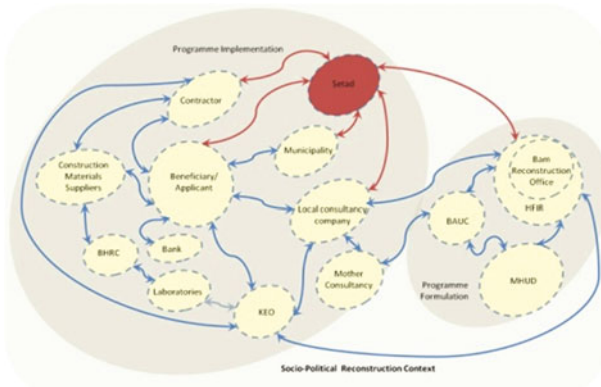 Programme Implementation
Setad
Contractor
Municipality
Construction
Materials
Suppliers
Beneficiary/
Applicant
Bam
Reconstruction
Office
HFIR
Local consultancy
company
BAUC
BHRC
Bank
Mother
Consultancy
MHUD
Laboratories
KEO
Programme
Formulation
Socio-Political Reconstruction Context